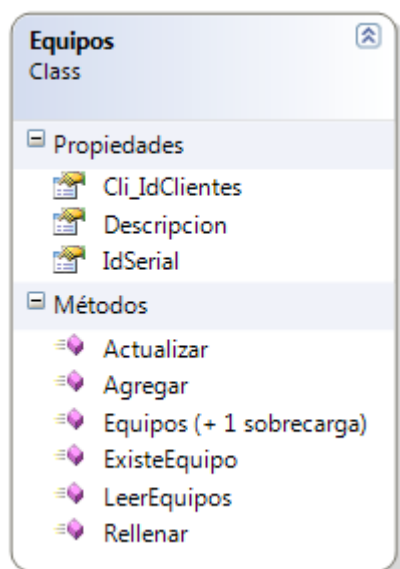 Equipos
Class
Propiedades
Cli_IdClientes
Descripcion
IdSerial
Métodos
Actualizar
Agregar
Equipos (+ 1 sobrecarga)
ExisteEquipo
LeerEquipos
Rellenar